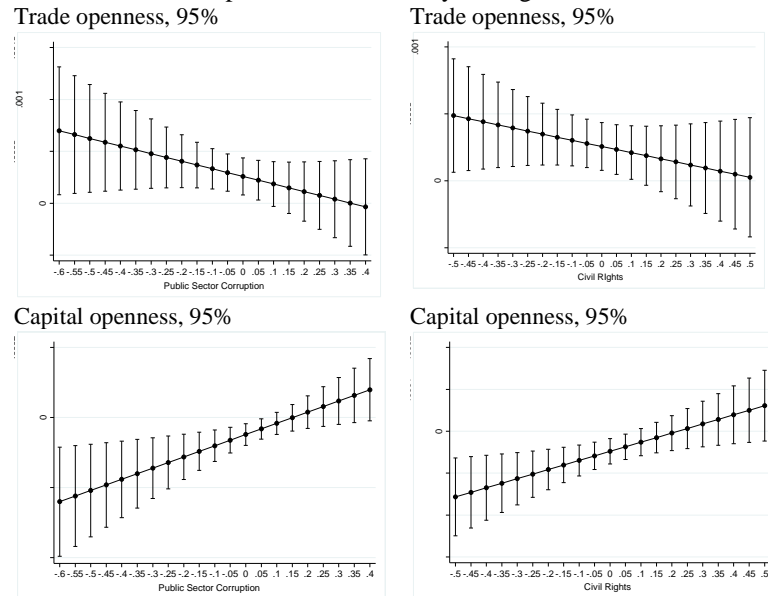 Trade openness, 95%
Trade openness, 95%
.001
0
-.6 -.55 -.5 -.45 -.4 -.35 -.3 -.25 -.2 -.15 -.1 -.05 0 .05 .1 .15 .2 .25 .3 .35 .4
Public Sector Corruption
.001
0
-.5 -.45 -.4 -.35 -.3 -.25 -.2 -.15 -.1 -.05 0 .05 .1 .15 .2 .25 .3 .35 .4 .45 .5
Civil RIghts
Capital openness, 95%
Capital openness, 95%
0
-.6 -.55 -.5 -.45 -.4 -.35 -.3 -.25 -.2 -.15 -.1 -.05 0 .05 .1 .15 .2 .25 .3 .35 .4
Public Sector Corruption
0
-.5 -.45 -.4 -.35 -.3 -.25 -.2 -.15 -.1 -.05 0 .05 .1 .15 .2 .25 .3 .35 .4 .45 .5
Civil Rights